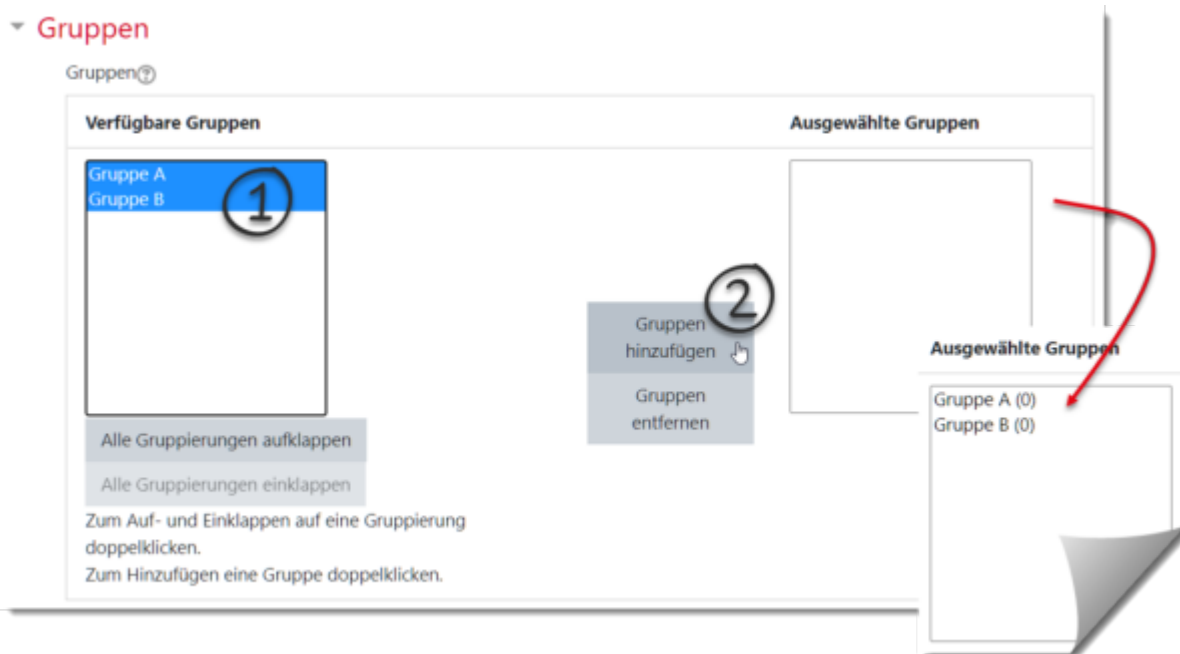 Gruppen
Gruppen?
Verfügbare Gruppen
Ausgewählte Gruppen
Gruppe A
Gruppe B
1
2
Gruppen
hinzufügen
Gruppen
entfernen
Ausgewählte Gruppen
Gruppe A (0)
Gruppe B (0)
Alle Gruppierungen aufklappen
Alle Gruppierungen einklappen
Zum Auf- und Einklappen auf eine Gruppierung
doppelklicken.
Zum Hinzufügen eine Gruppe doppelklicken.